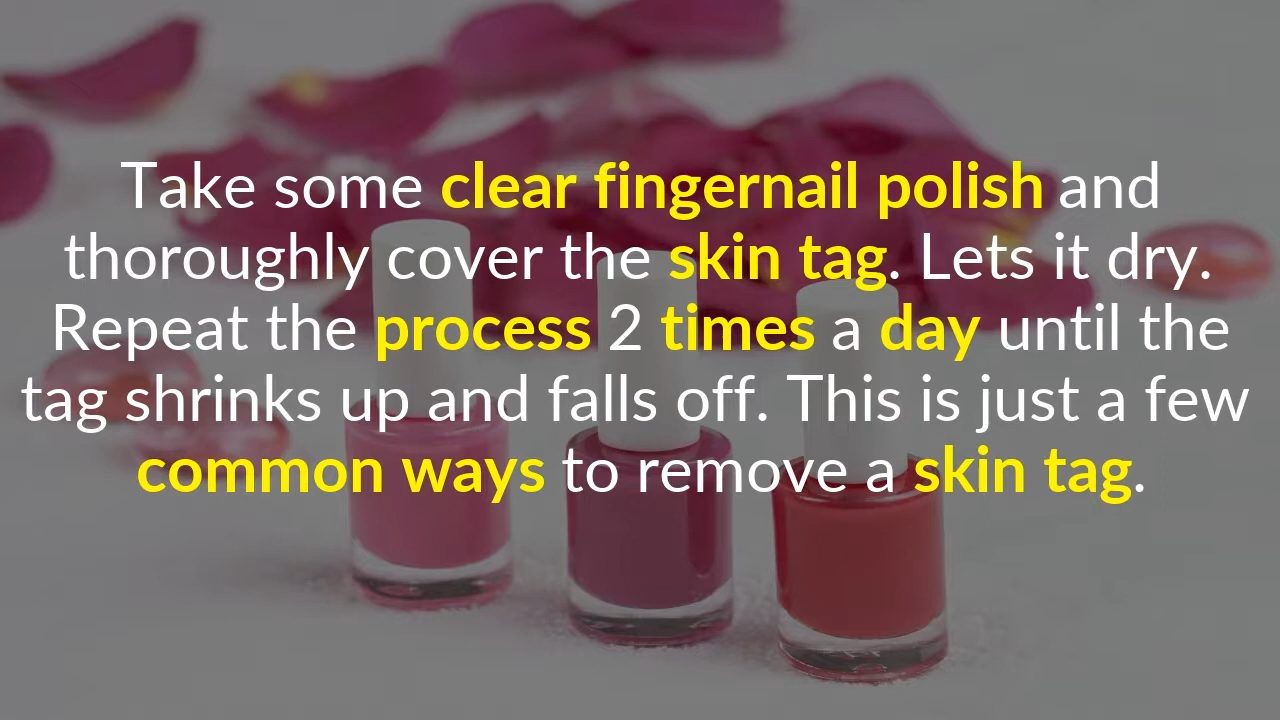 Take some clear fingernail polish and
thoroughly cover the skin tag. Lets it dry.
Repeat the process 2 times a day until the
tag shrinks up and falls off. This is just a few
common ways to remove a skin tag.